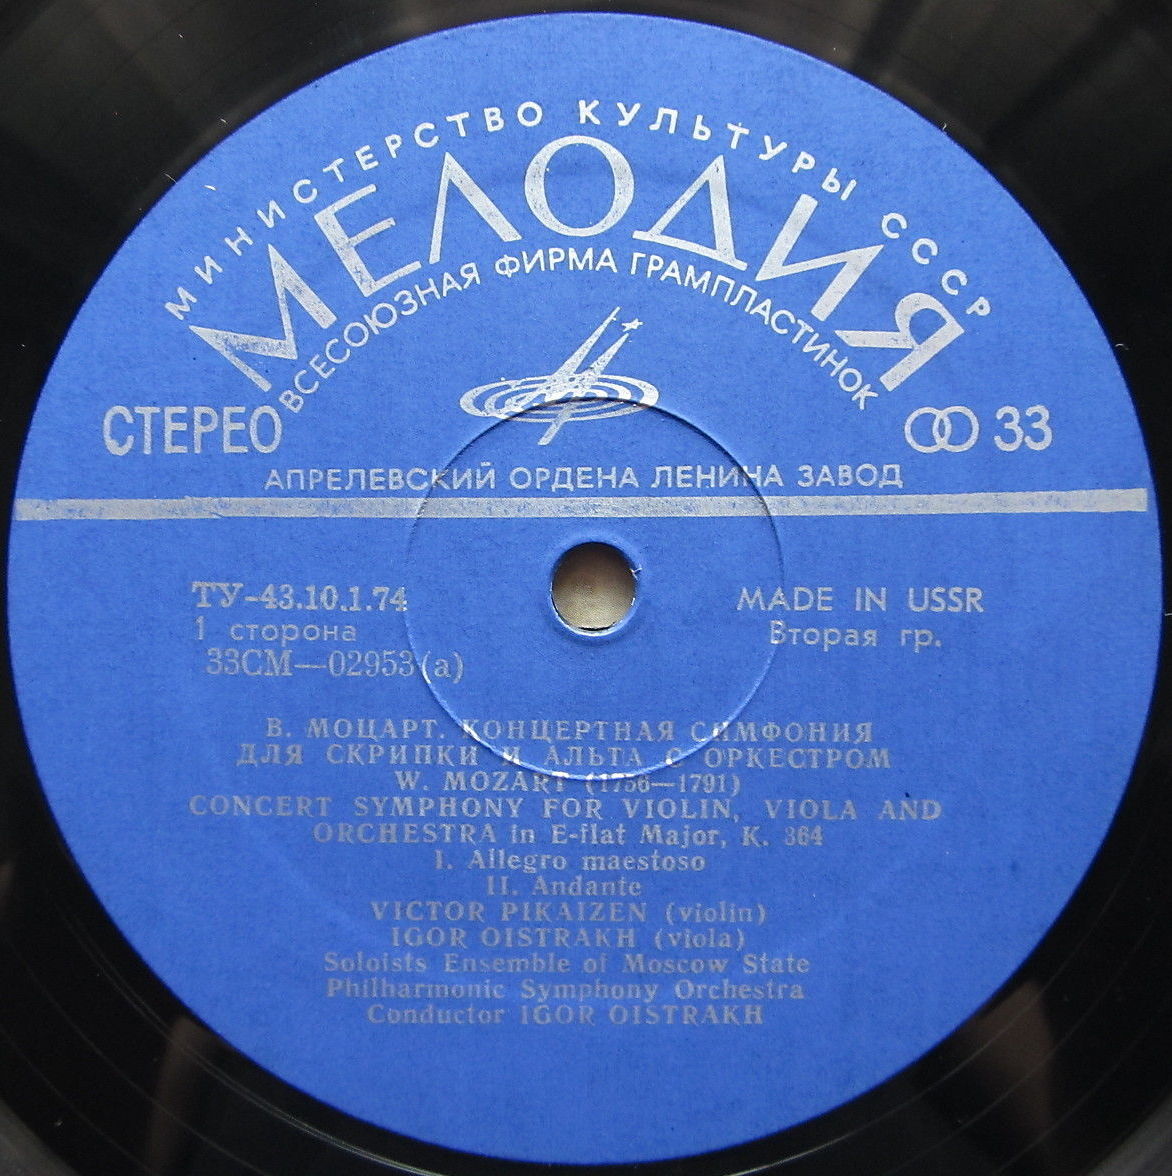 МИНИСТЕРСТВО КУЛЬТУРЫ СССР
МЕЛОДИЯ
ВСЕСОЮЗНАЯ ФИРМА ГРАМПЛАСТИНОК
СТЕРЕО
33
АПРЕЛЕВСКИЙ ОРДЕНА ЛЕНИНА ЗАВОД
ТУ-43.10.1.74
1 сторона
33СМ—02953(а)
MADE IN USSR
Вторая гр.
В. МОЦАРТ. КОНЦЕРТНАЯ СИМФОНИЯ
ДЛЯ СКРИПКИ И АЛЬТА С ОРКЕСТРОМ
W. MOZART (1756—1791)
CONCERT SYMPHONY FOR VIOLIN, VIOLA AND
ORCHESTRA in E-flat Major, K. 364
I. Allegro maestoso
II. Andante
VICTOR PIKAIZEN (violin)
IGOR OISTRAKH (viola)
Soloists Ensemble of Moscow State
Philharmonic Symphony Orchestra
Conductor IGOR OISTRAKH